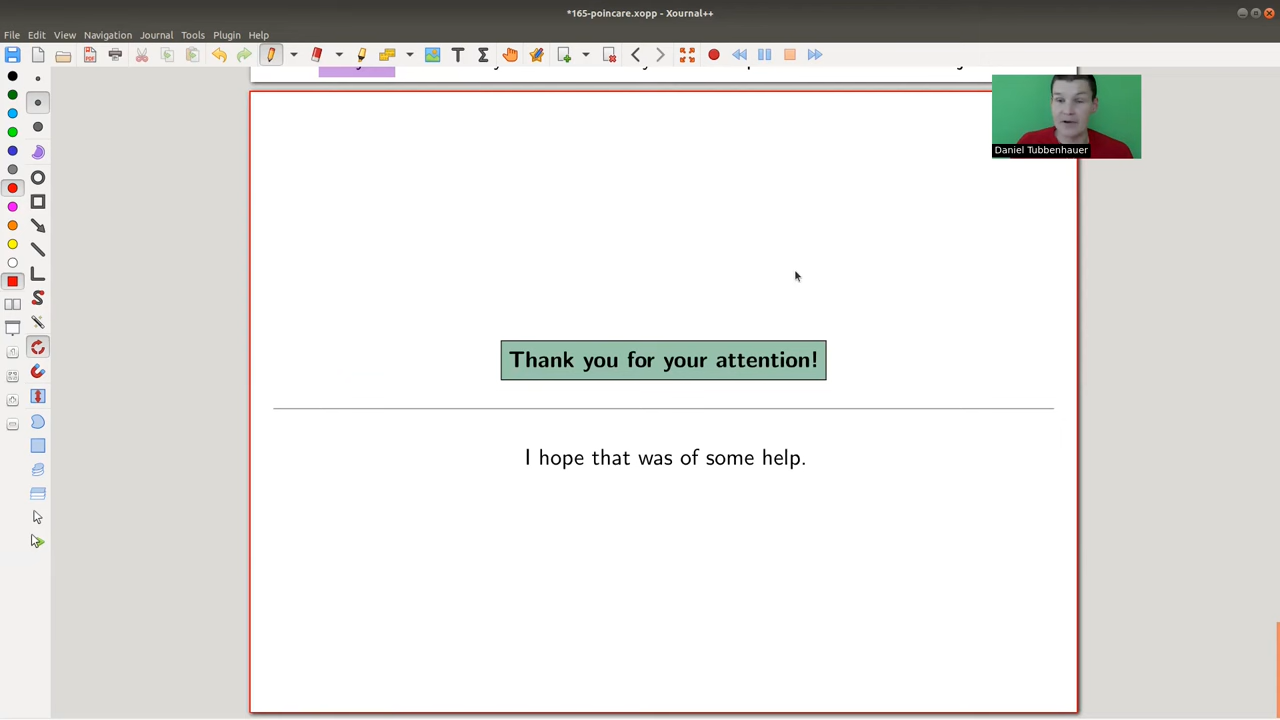 *165-poincare.xopp - Xournal++
File Edit View Navigation Journal Tools Plugin Help
Daniel Tubbenhauer
Thank you for your attention!
I hope that was of some help.